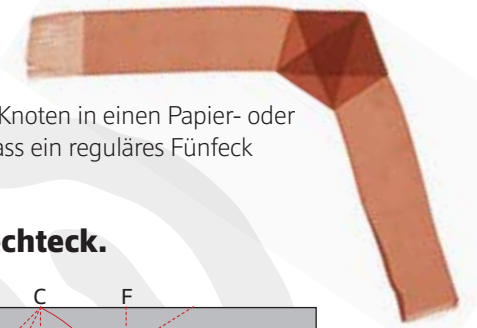 Knoten in einen Papier- oder
ass ein reguläres Fünfeck
chteck.
C F